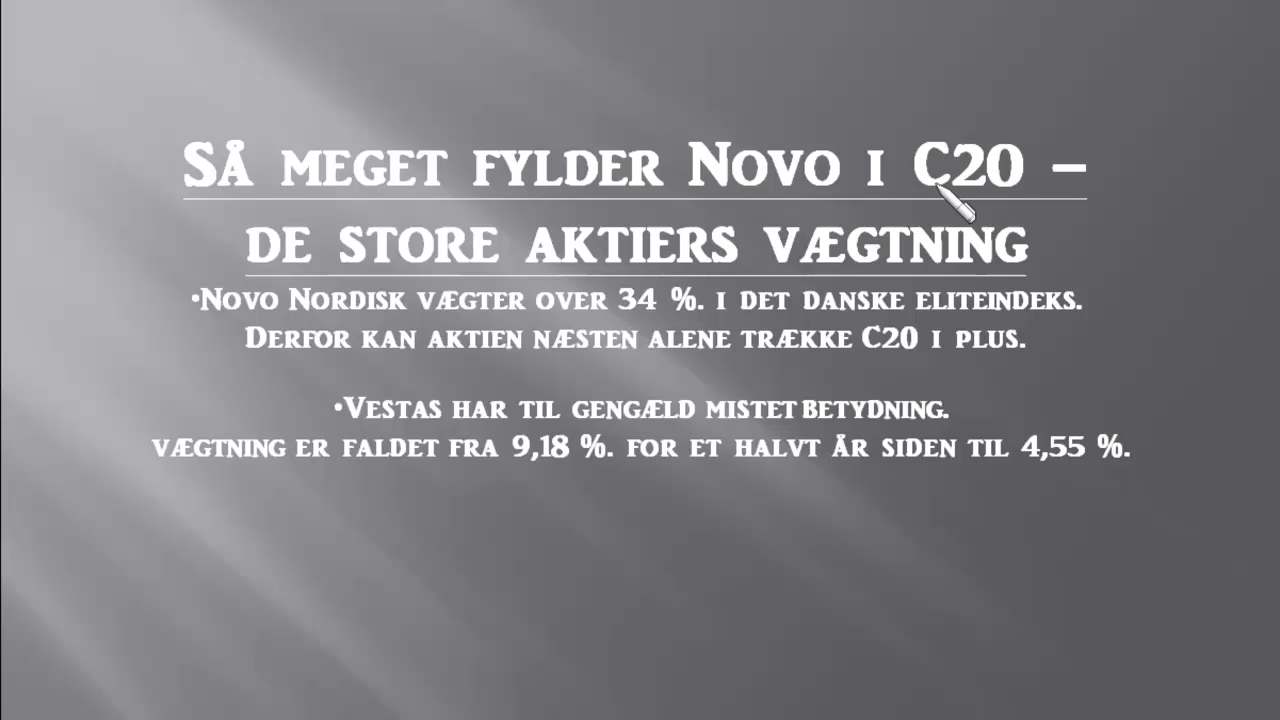 Så meget fylder Novo i C20 –
de store aktiers vægtning
•Novo Nordisk vægter over 34 %. i det danske eliteindeks.
Derfor kan aktien næsten alene trække C20 i plus.
•Vestas har til gengæld mistet betydning.
vægtning er faldet fra 9,18 %. for et halvt år siden til 4,55 %.